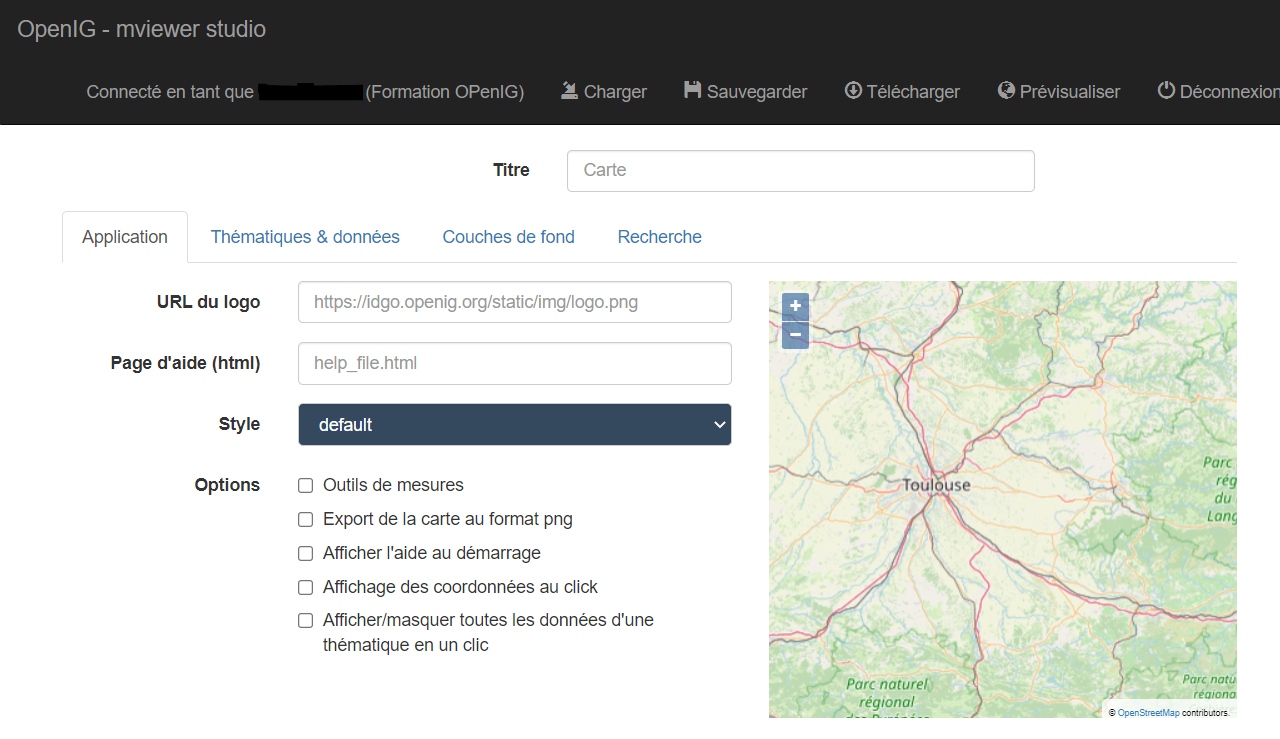 OpenIG - mviewer studio
Connecté en tant que (Formation OPenIG) Charger Sauvegarder Télécharger Prévisualiser Déconnexion
Titre Carte
Application Thématiques & données Couches de fond Recherche
URL du logo https://idgo.openig.org/static/img/logo.png
Page d'aide (html) help_file.html
Style default
Options Outils de mesures
Export de la carte au format png
Afficher l'aide au démarrage
Affichage des coordonnées au click
Afficher/masquer toutes les données d'une
thématique en un clic
+
−
Parc
rég
du
Lang
Toulouse
Parc naturel
régional
des Pyrénées
Parc natu
régiona
© OpenStreetMap contributors.